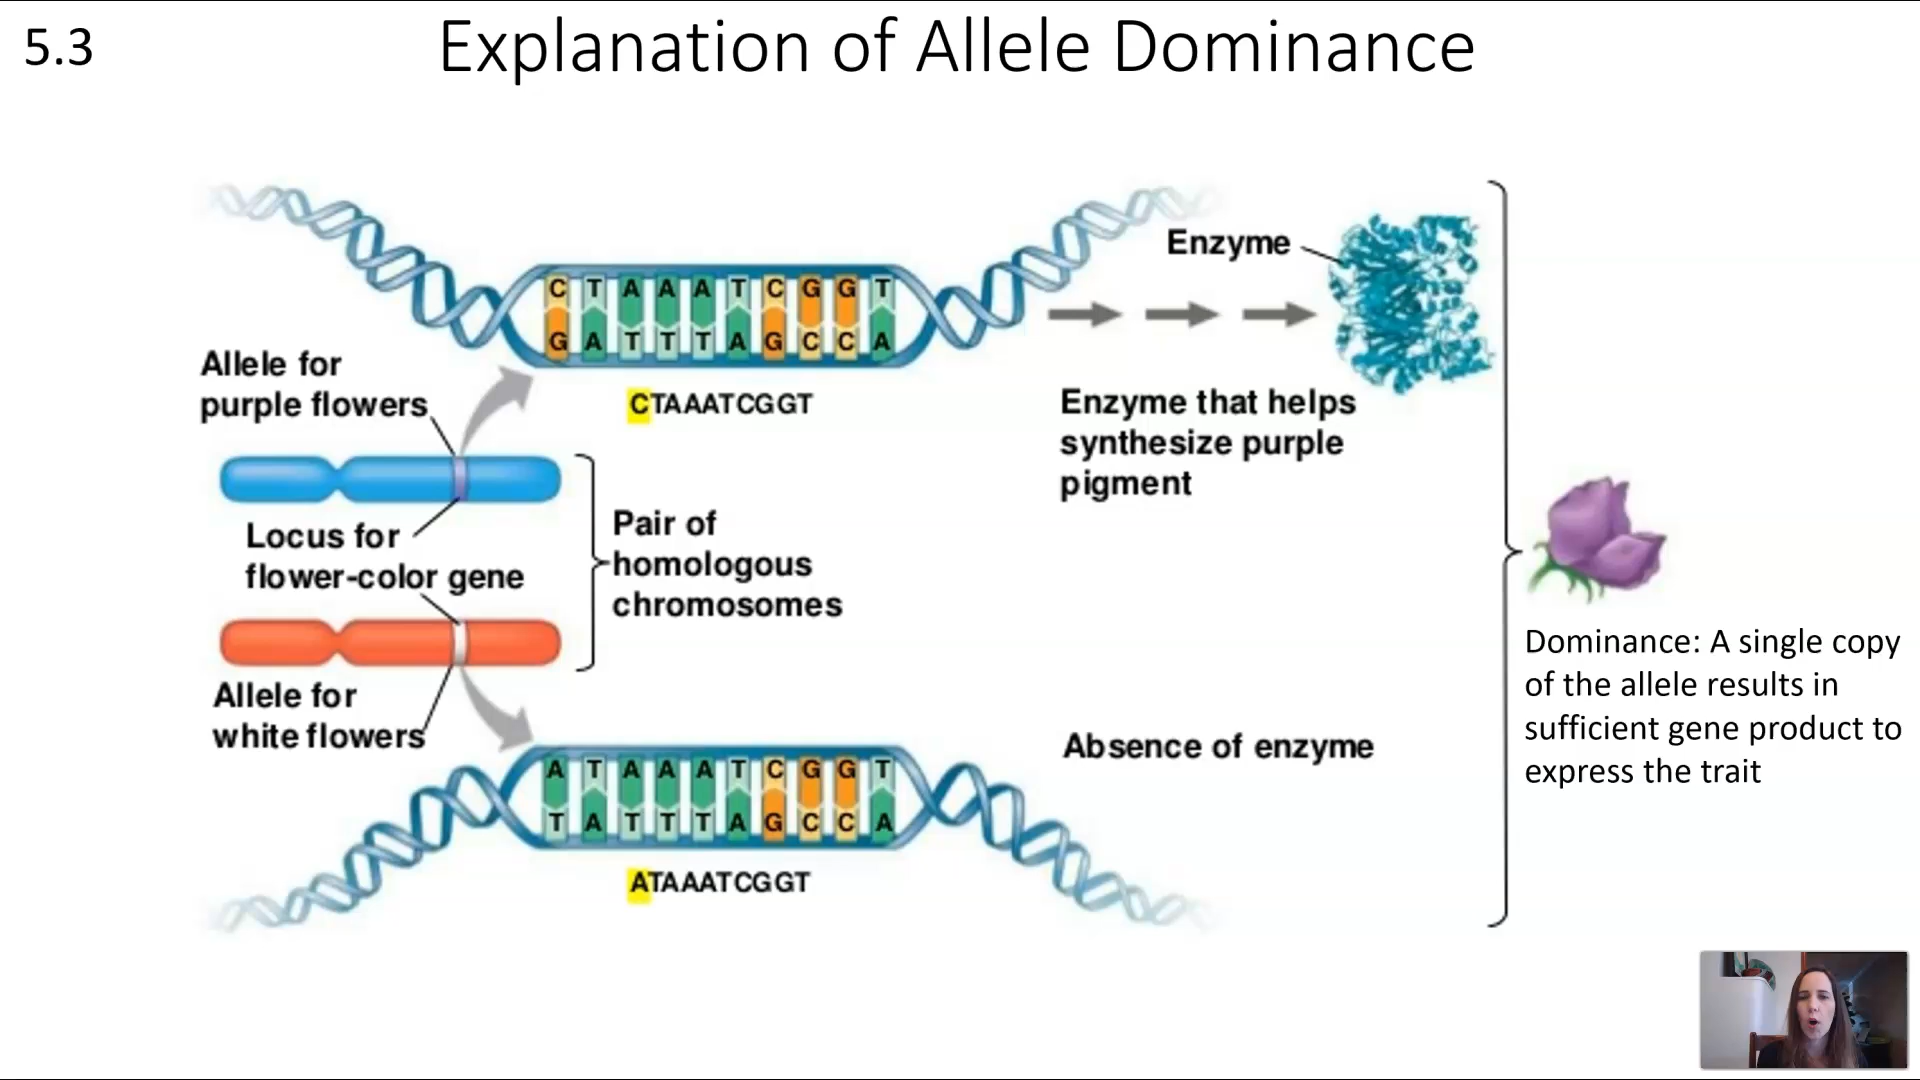 5.3
Explanation of Allele Dominance
Enzyme
C T A A A T C G G T
G A T T T A G C C A
Allele for
purple flowers
CTAAATCGGT
Enzyme that helps
synthesize purple
pigment
Locus for
flower-color gene
Pair of
homologous
chromosomes
Allele for
white flowers
Absence of enzyme
Dominance: A single copy
of the allele results in
sufficient gene product to
express the trait
A T A A A T C G G T
T A T T T A G C C A
ATAAATCGGT